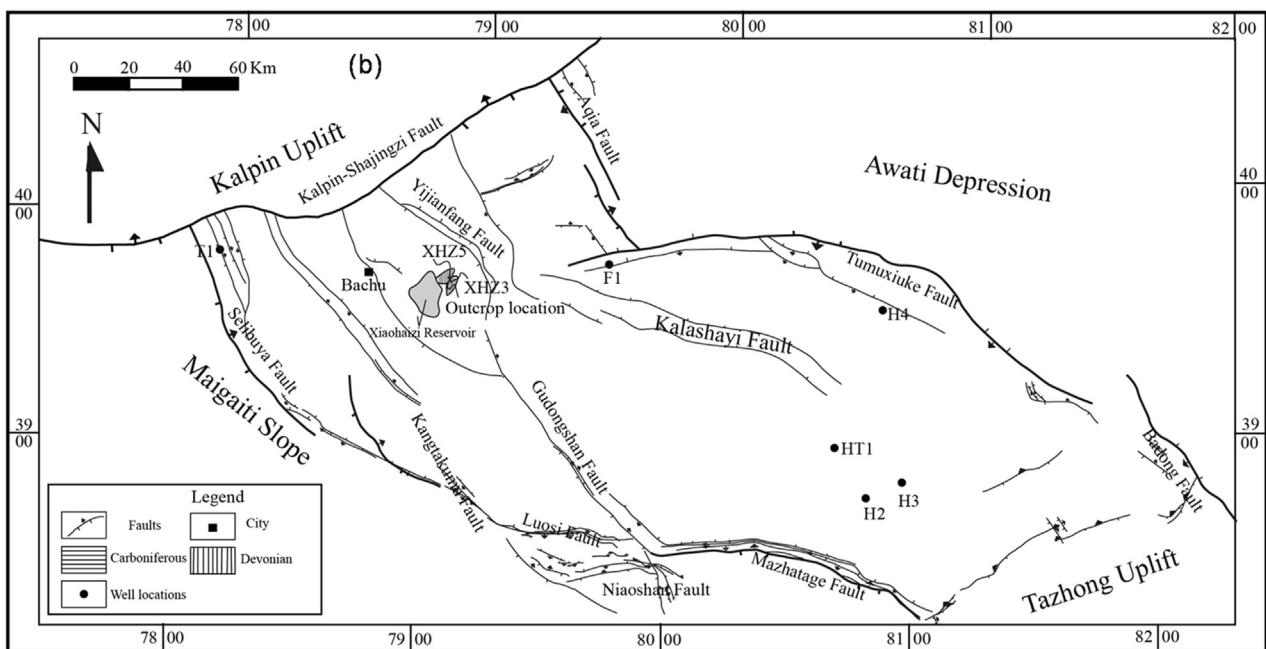 78 00
79 00
80 00
81 00
82 00
0 20 40 60 Km
(b)
N
Kalpin Uplift
Kalpin-Shajingzi Fault
Aqia Fault
Awati Depression
40 00
40 00
Yijianfang Fault
T1
XHZ5
Bachu
XHZ3
Outcrop location
Xiaohaizi Reservoir
F1
Tumuxiuke Fault
H4
Kalashayi Fault
Selibuya Fault
Maigaiti Slope
Gudongshan Fault
39 00
39 00
Kangtakumu Fault
HT1
H3
H2
Badong Fault
Luosi Fault
Niaoshan Fault
Mazhatage Fault
Tazhong Uplift
Legend
Faults
City
Carboniferous
Devonian
Well locations
78 00
79 00
80 00
81 00
82 00